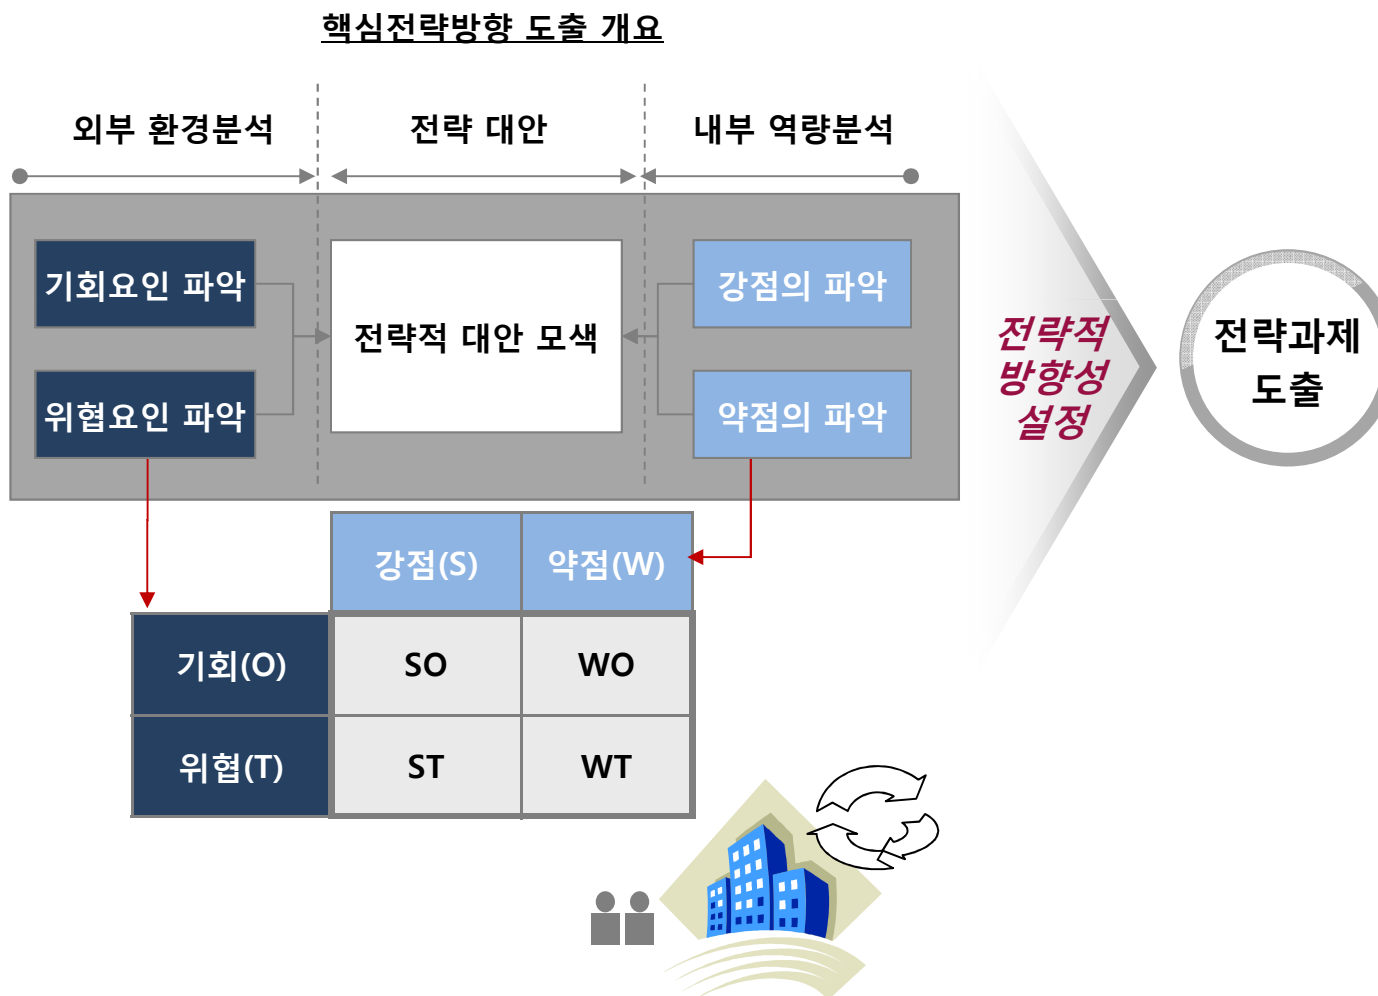 핵심전략방향 도출 개요
외부 환경분석
전략 대안
내부 역량분석
기회요인 파악
위협요인 파악
전략적 대안 모색
강점의 파악
약점의 파악
전략적
방향성
설정
전략과제
도출
강점(S)
약점(W)
기회(O)
SO
WO
위협(T)
ST
WT